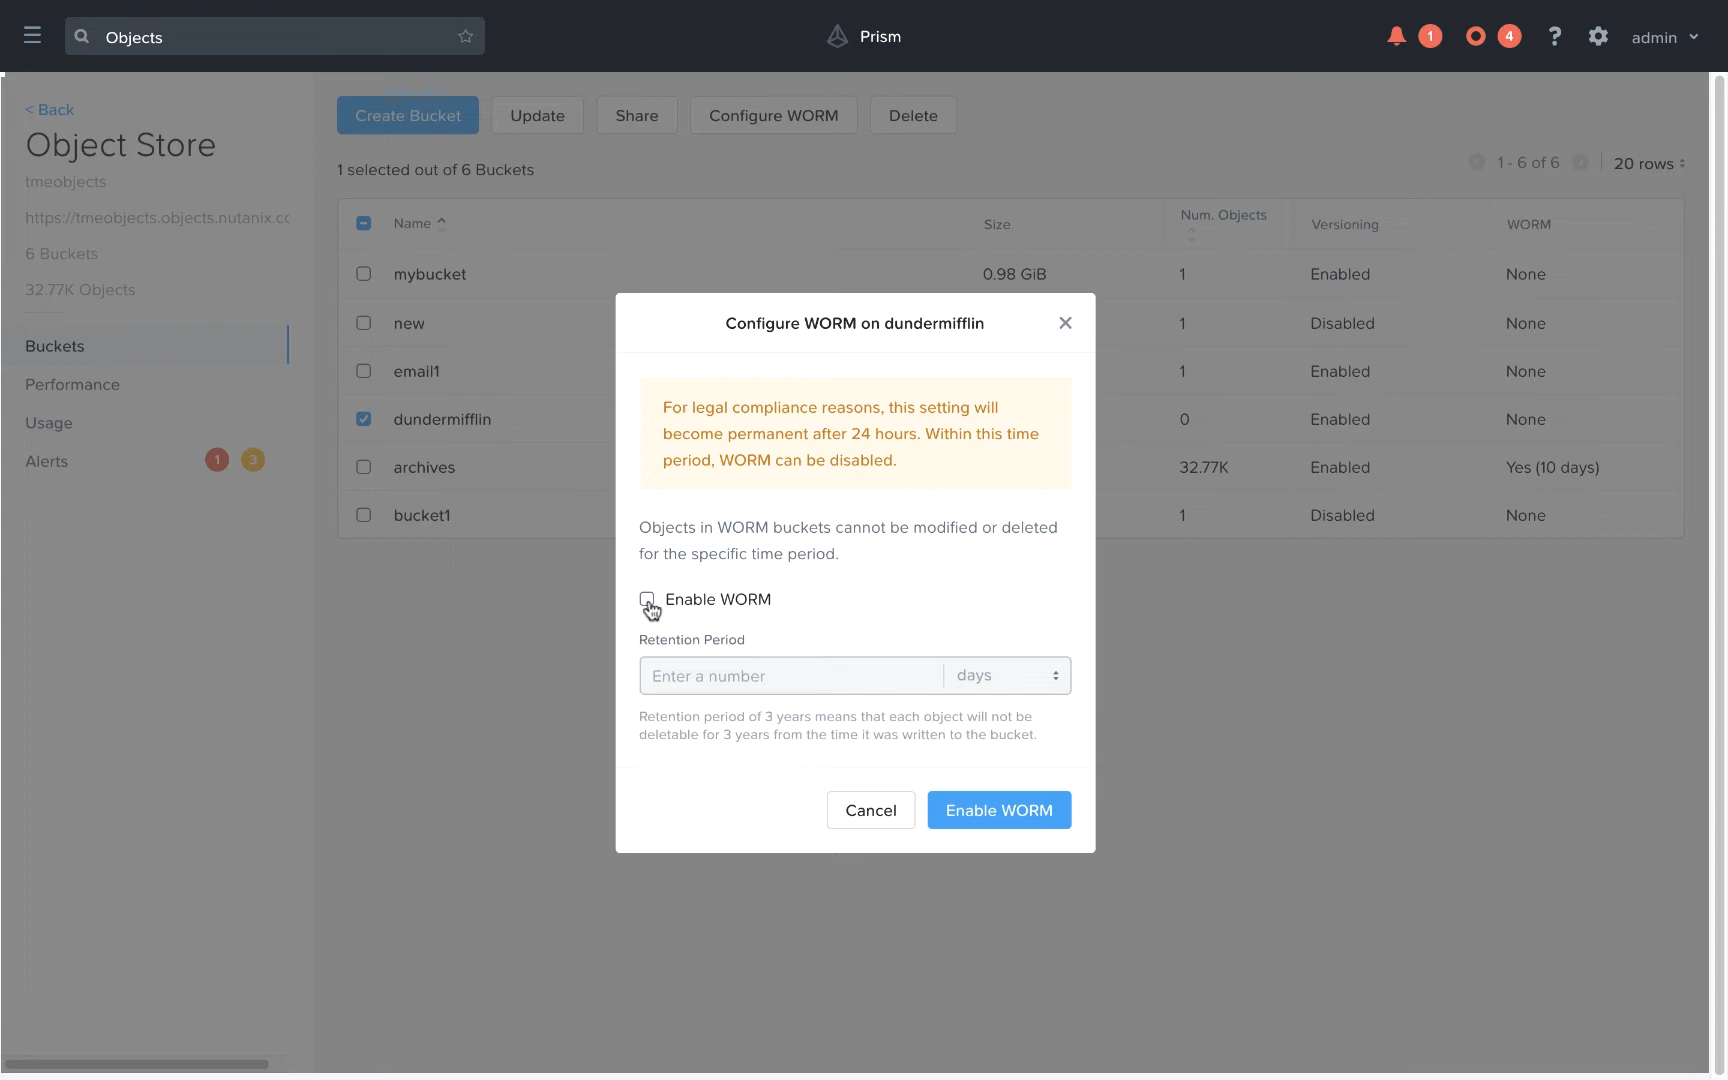 Objects
Prism
1
4
?
admin
< Back
Object Store
tmeobjects
https://tmeobjects.objects.nutanix.cc
6 Buckets
32.77K Objects
Buckets
Performance
Usage
Alerts 1 3
Create Bucket Update Share Configure WORM Delete
1 selected out of 6 Buckets
1 - 6 of 6 20 rows
Name Size Num. Objects Versioning WORM
mybucket 0.98 GiB 1 Enabled None
new 1 Disabled None
email1 1 Enabled None
dundermifflin 0 Enabled None
archives 32.77K Enabled Yes (10 days)
bucket1 1 Disabled None
Configure WORM on dundermifflin
For legal compliance reasons, this setting will
become permanent after 24 hours. Within this time
period, WORM can be disabled.
Objects in WORM buckets cannot be modified or deleted
for the specific time period.
Enable WORM
Retention Period
Enter a number days
Retention period of 3 years means that each object will not be
deletable for 3 years from the time it was written to the bucket.
Cancel Enable WORM